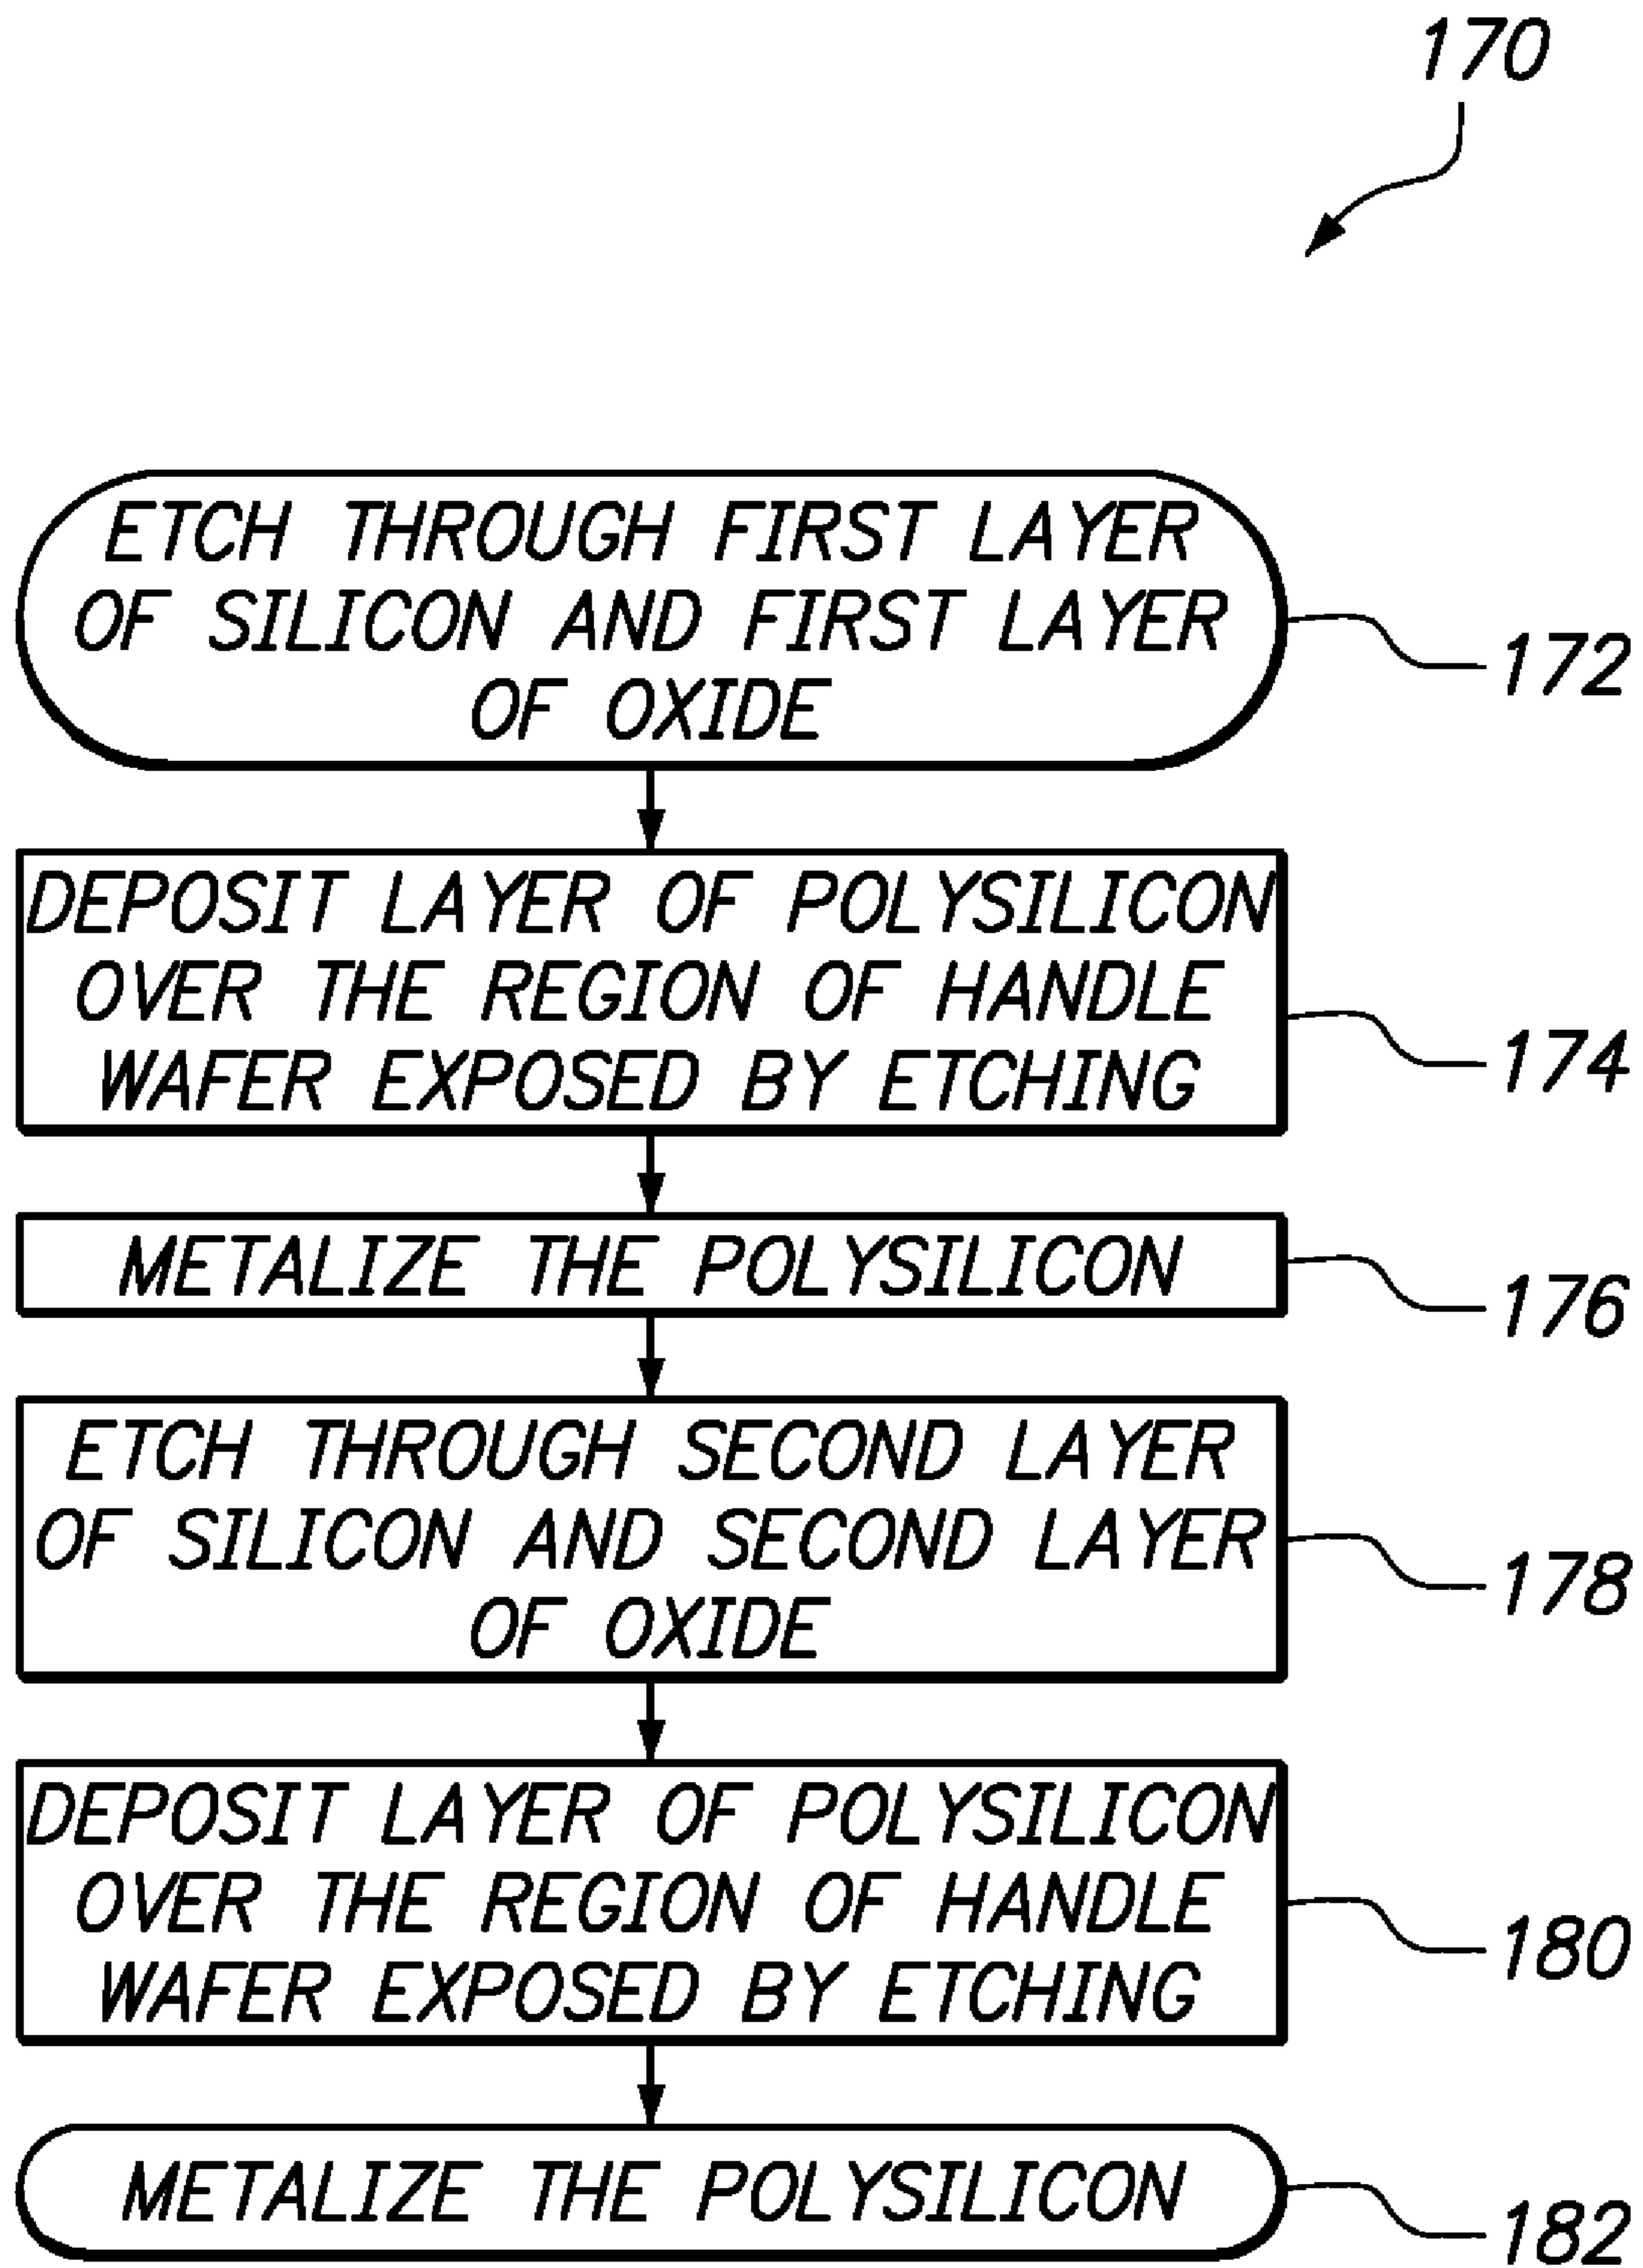 170
ETCH THROUGH FIRST LAYER
OF SILICON AND FIRST LAYER
OF OXIDE
172
DEPOSIT LAYER OF POLYSILICON
OVER THE REGION OF HANDLE
WAFER EXPOSED BY ETCHING
174
METALIZE THE POLYSILICON
176
ETCH THROUGH SECOND LAYER
OF SILICON AND SECOND LAYER
OF OXIDE
178
DEPOSIT LAYER OF POLYSILICON
OVER THE REGION OF HANDLE
WAFER EXPOSED BY ETCHING
180
METALIZE THE POLYSILICON
182